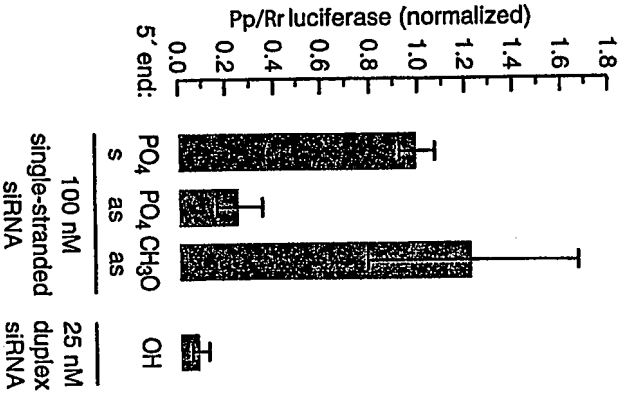 Pp/Rr luciferase (normalized)
1.8
1.4
1.2
1.0
0.8
0.6
0.4
0.2
0.0
5′ end: PO4 PO4 CH3O OH
s as as
100 nM
single-stranded
siRNA
25 nM
duplex
siRNA